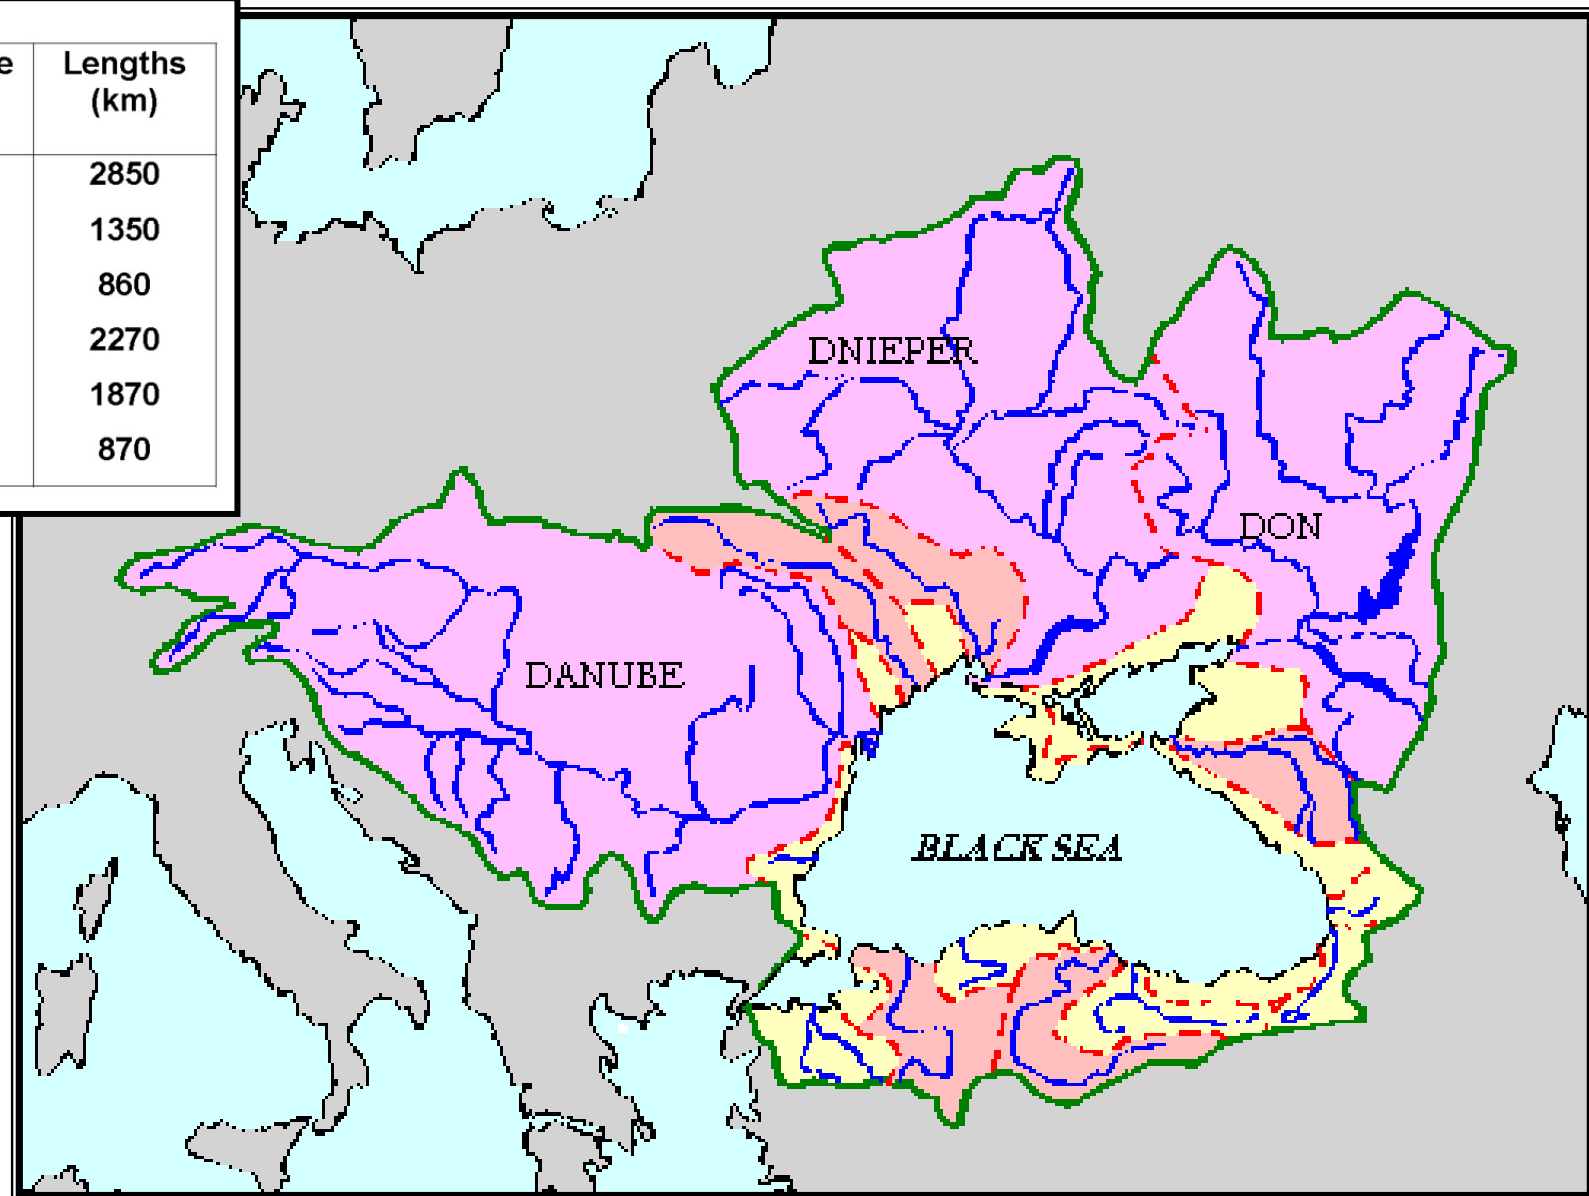 e Lengths
(km)
2850
1350
860
2270
1870
870
DNIEPER
DON
DANUBE
BLACK SEA